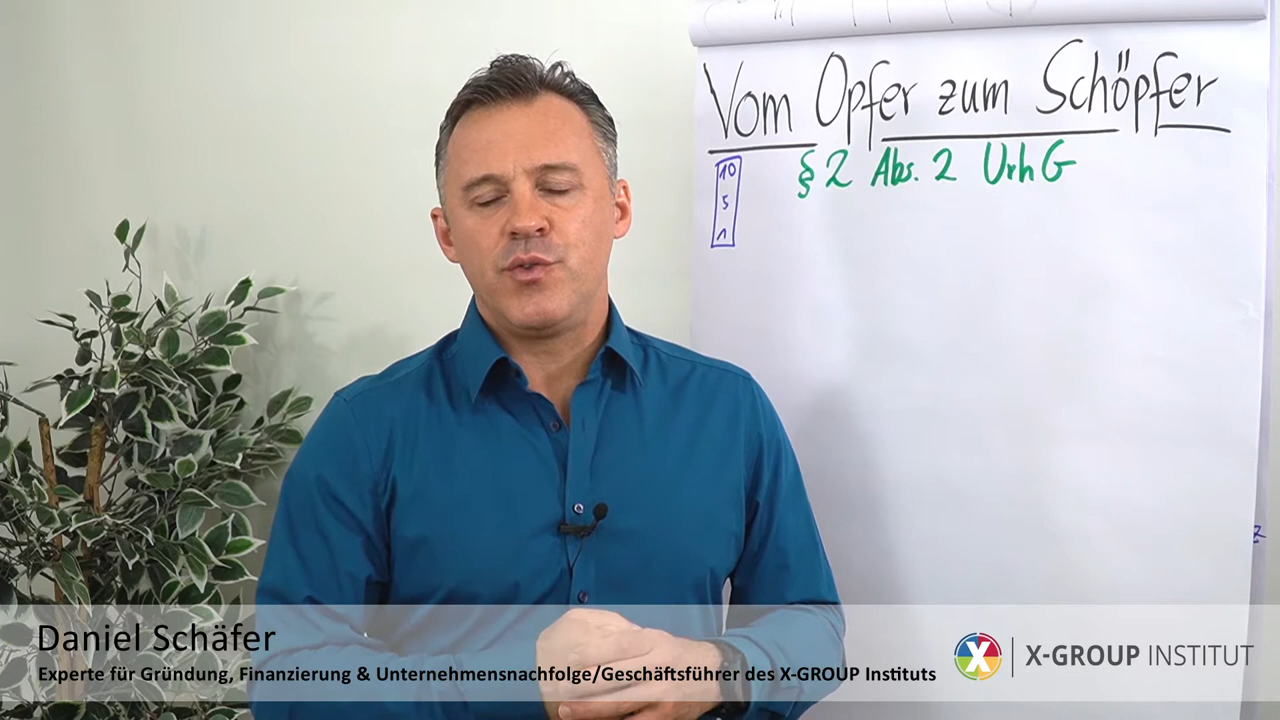 Vom Opfer zum Schöpfer
§ 2 Abs. 2 UrhG
10
5
1
Daniel Schäfer
Experte für Gründung, Finanzierung & Unternehmensnachfolge/Geschäftsführer des X-GROUP Instituts
X
X-GROUP INSTITUT